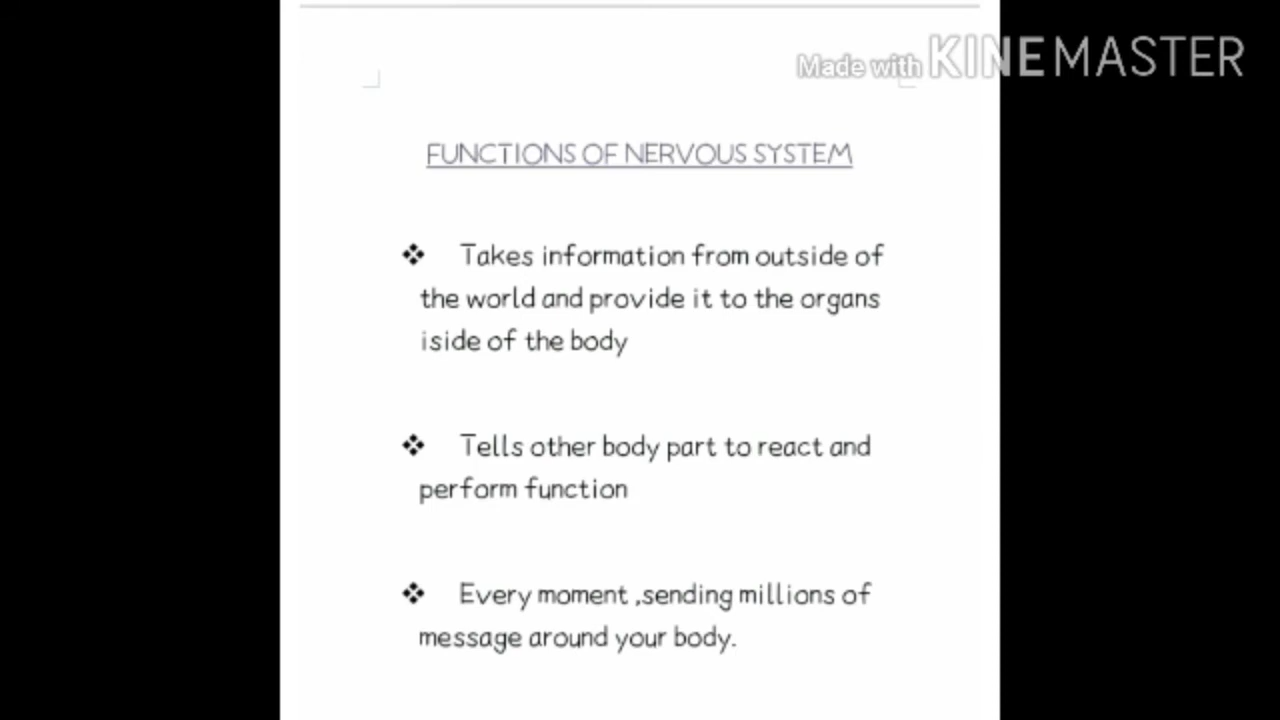 Made with KINEMASTER
FUNCTIONS OF NERVOUS SYSTEM
❖ Takes information from outside of
the world and provide it to the organs
iside of the body
❖ Tells other body part to react and
perform function
❖ Every moment ,sending millions of
message around your body.